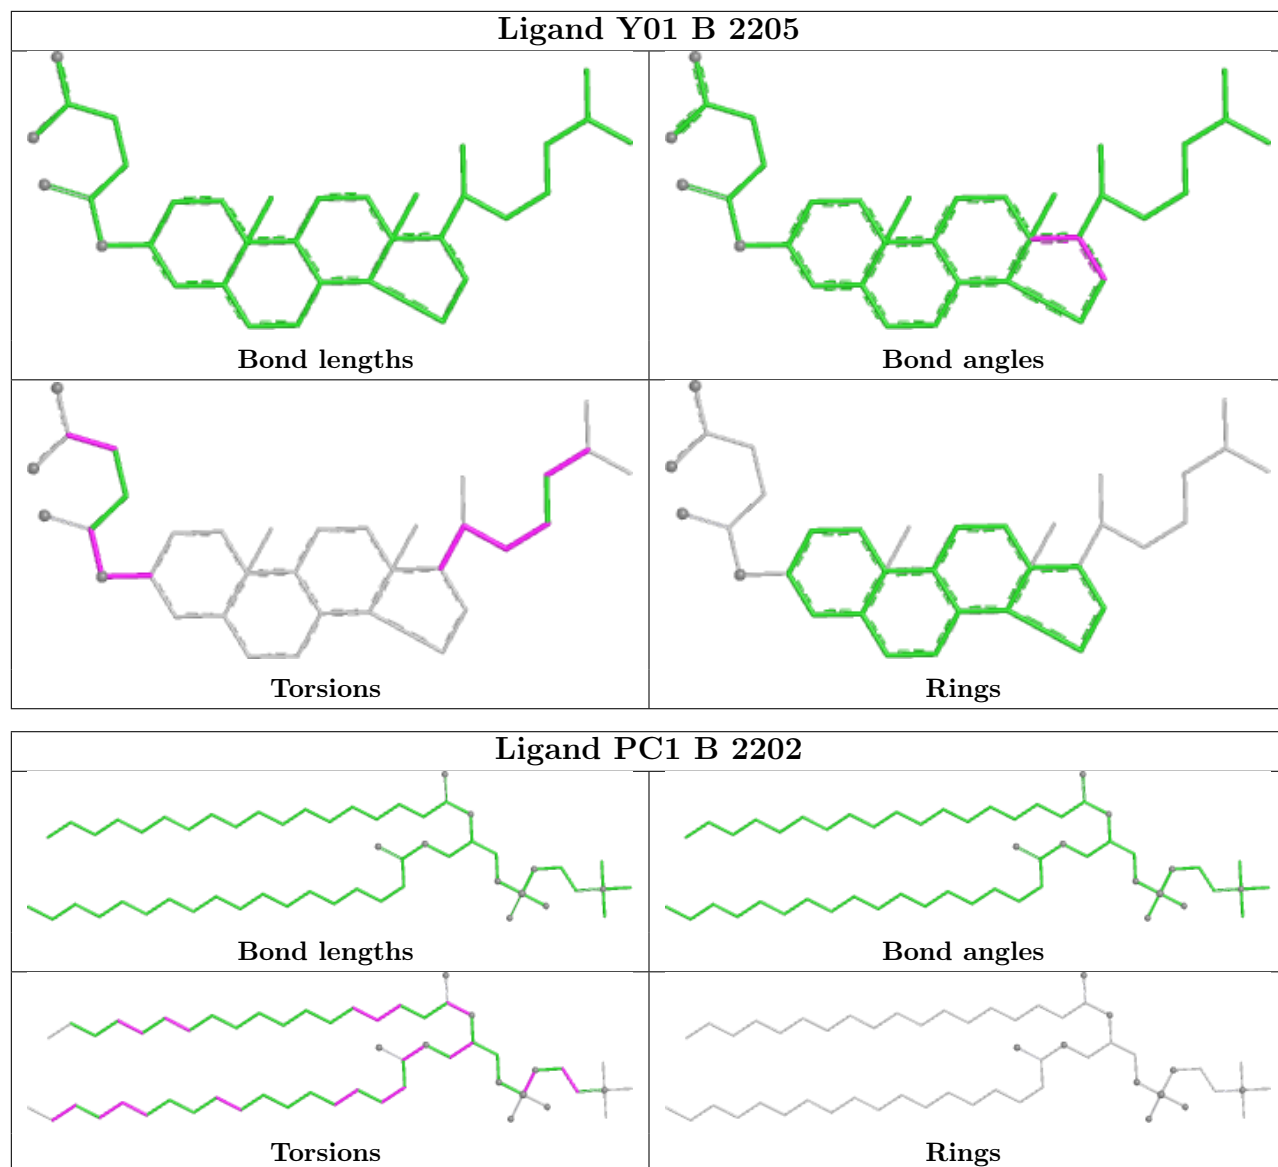 Ligand Y01 B 2205
Bond lengths
Bond angles
Torsions
Rings
Ligand PC1 B 2202
Bond lengths
Bond angles
Torsions
Rings